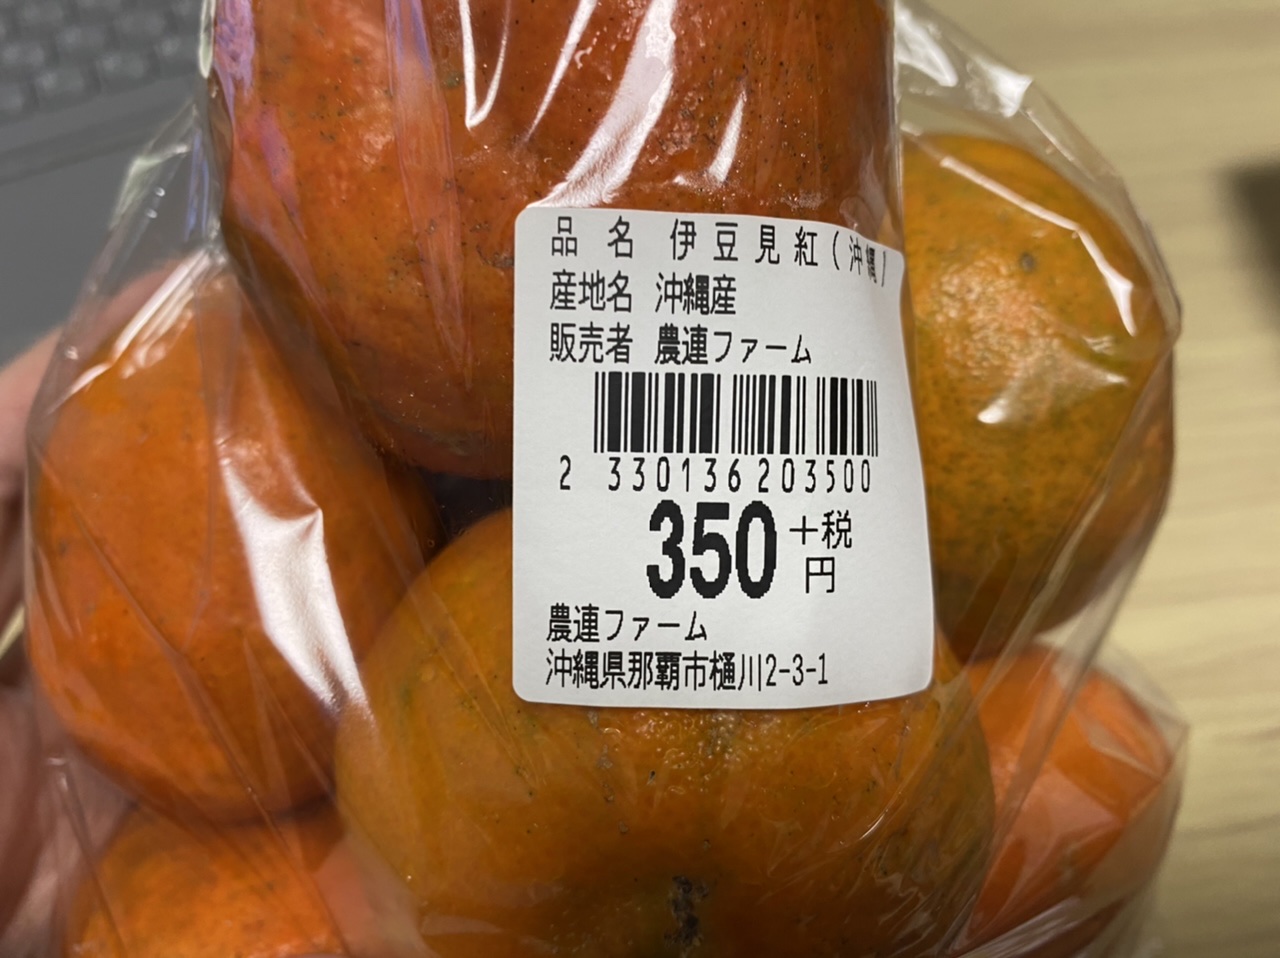 品名 伊豆見紅(沖縄)
産地名 沖縄産
販売者 農連ファーム
2 330136 203500
350 +税
円
農連ファーム
沖縄県那覇市樋川2-3-1